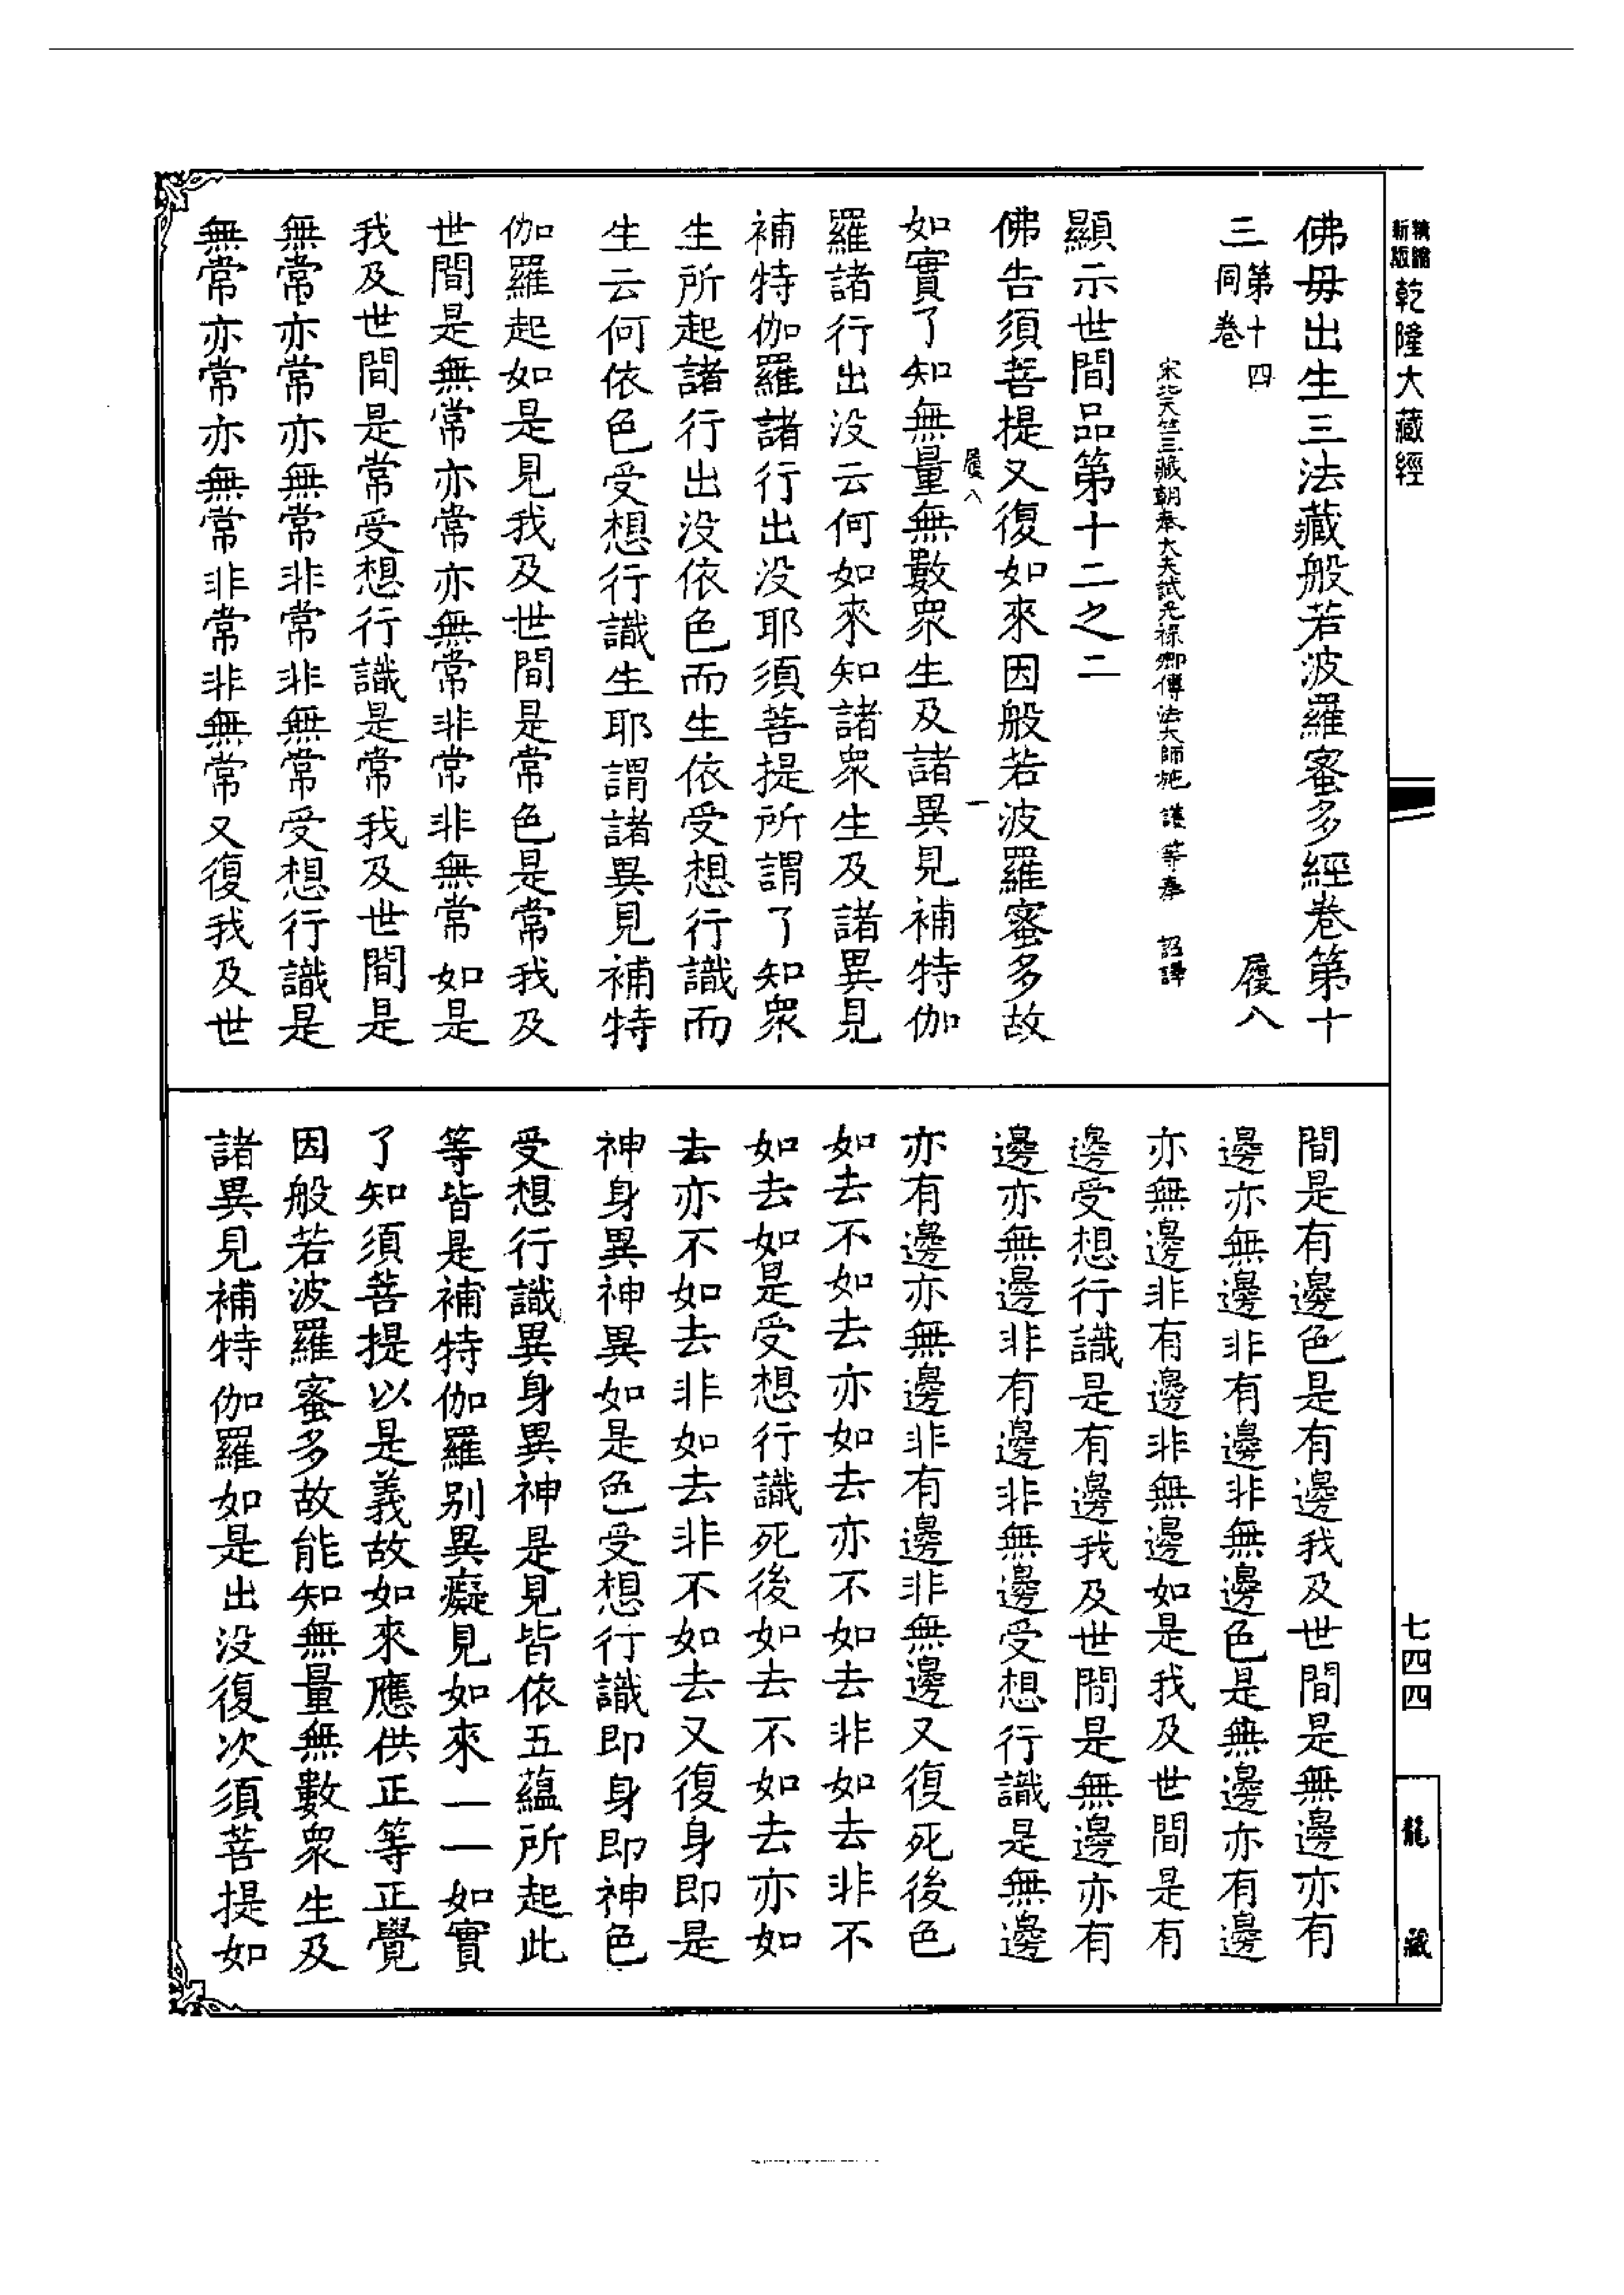 新版
精縮
乾隆大藏經
七四四
龍藏
佛毋出生三法藏般若波羅蜜多經卷第十
三 第十四同卷 履八
宋北天竺三藏朝奉大夫試光祿卿傳法大師施護等奉 詔譯
顯示世間品第十二之二
佛告須菩提又復如來因般若波羅蜜多故
履八 一
如實了知無量無數眾生及諸異見補特伽
羅諸行出没云何如來知諸眾生及諸異見
補特伽羅諸行出没耶須菩提所謂了知眾
生所起諸行出没依色而生依受想行識而
生云何依色受想行識生耶謂諸異見補特
伽羅起如是見我及世間是常色是常我及
世間是無常亦常亦無常非常非無常如是
我及世間是常受想行識是常我及世間是
無常亦常亦無常非常非無常受想行識是
無常亦常亦無常非常非無常又復我及世
間是有邊色是有邊我及世間是無邊亦有
邊亦無邊非有邊非無邊色是無邊亦有邊
亦無邊非有邊非無邊如是我及世間是有
邊受想行識是有邊我及世間是無邊亦有
邊亦無邊非有邊非無邊受想行識是無邊
亦有邊亦無邊非有邊非無邊又復死後色
如去不如去亦如去亦不如去非如去非不
如去如是受想行識死後如去不如去亦如
去亦不如去非如去非不如去又復身即是
神身異神異如是色受想行識即身即神色
受想行識異身異神是見皆依五蘊所起此
等皆是補特伽羅别異癡見如來一一如實
了知須菩提以是義故如來應供正等正覺
因般若波羅蜜多故能知無量無數眾生及
諸異見補特伽羅如是出没復次須菩提如